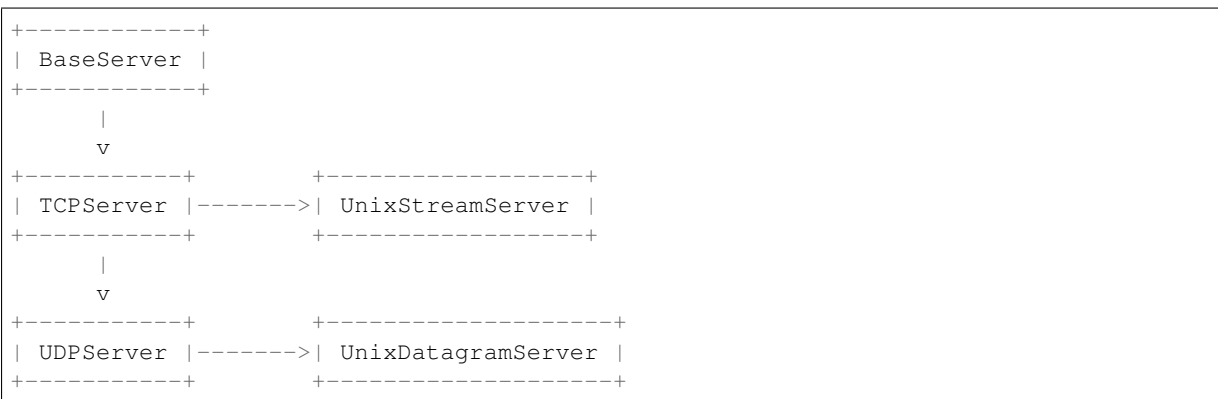 +------------+
| BaseServer |
+------------+
      |
      v
+-----------+        +------------------+
| TCPServer |------->| UnixStreamServer |
+-----------+        +------------------+
      |
      v
+-----------+        +--------------------+
| UDPServer |------->| UnixDatagramServer |
+-----------+        +--------------------+